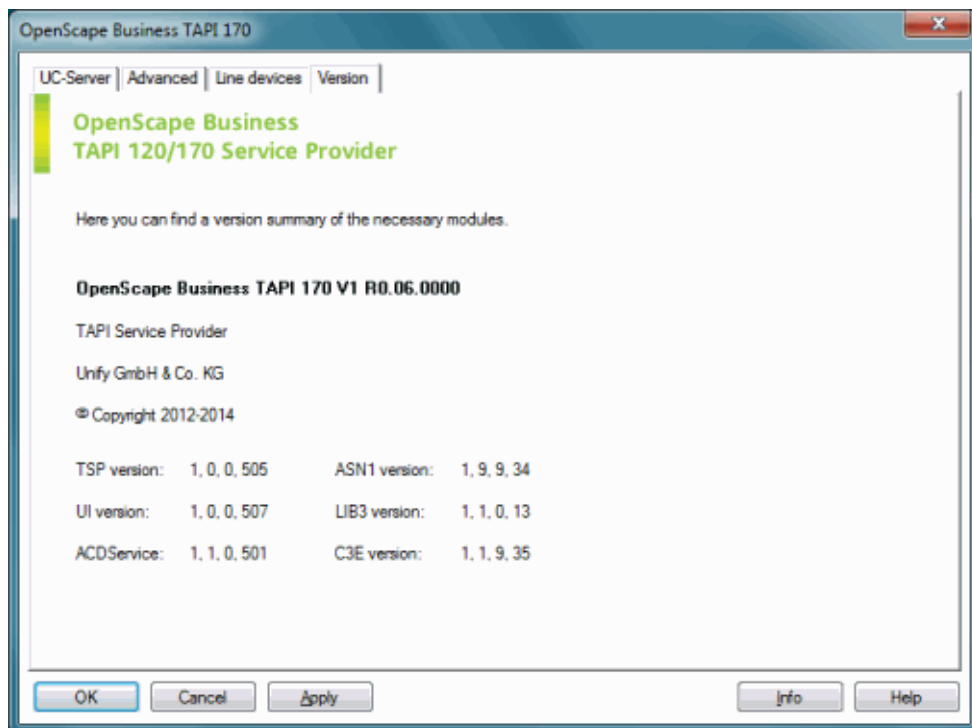 OpenScape Business TAPI 170
UC-Server Advanced Line devices Version
OpenScape Business
TAPI 120/170 Service Provider
Here you can find a version summary of the necessary modules.
OpenScape Business TAPI 170 V1 R0.06.0000
TAPI Service Provider
Unify GmbH & Co. KG
© Copyright 2012-2014
TSP version: 1, 0, 0, 505 ASN1 version: 1, 9, 9, 34
UI version: 1, 0, 0, 507 LIB3 version: 1, 1, 0, 13
ACDService: 1, 1, 0, 501 C3E version: 1, 1, 9, 35
OK Cancel Apply Info Help